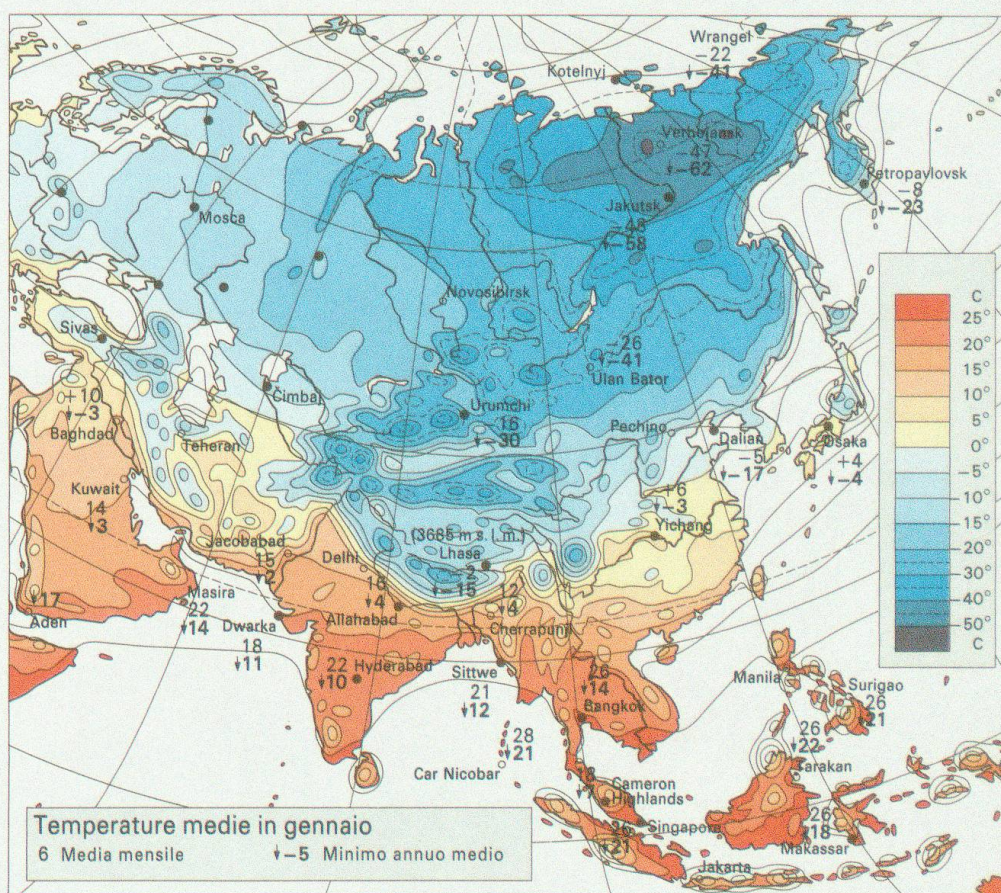 Wrangel
-22
-41
Kotelnyj
Verhojansk
-47
-62
Petropavlovsk
-8
-23
Jakutsk
-43
-58
Mosca
Novosibirsk
Sivas
-26
-41
Ulan Bator
Cimbaj
+10
-3
Baghdad
Urumchi
-16
-30
Pechino
Dalian
-5
-17
Osaka
+4
-4
Teheran
Kuwait
14
3
+6
-3
Yichang
(3685 m s. l. m.)
Lhasa
-2
-15
Jacobabad
15
Delhi
16
4
12
4
Allahabad
Cherrapunji
17
Aden
Masira
22
14
Dwarka
18
11
22
10
Hyderabad
Sittwe
21
12
26
14
Bangkok
Manila
Surigao
26
21
28
21
Car Nicobar
26
22
Tarakan
18
7
Cameron
Highlands
26
21
Singapore
26
18
Makassar
Jakarta
C
25°
20°
15°
10°
5°
0°
-5°
-10°
-15°
-20°
-30°
-40°
-50°
C
Temperature medie in gennaio
6 Media mensile
↓-5 Minimo annuo medio